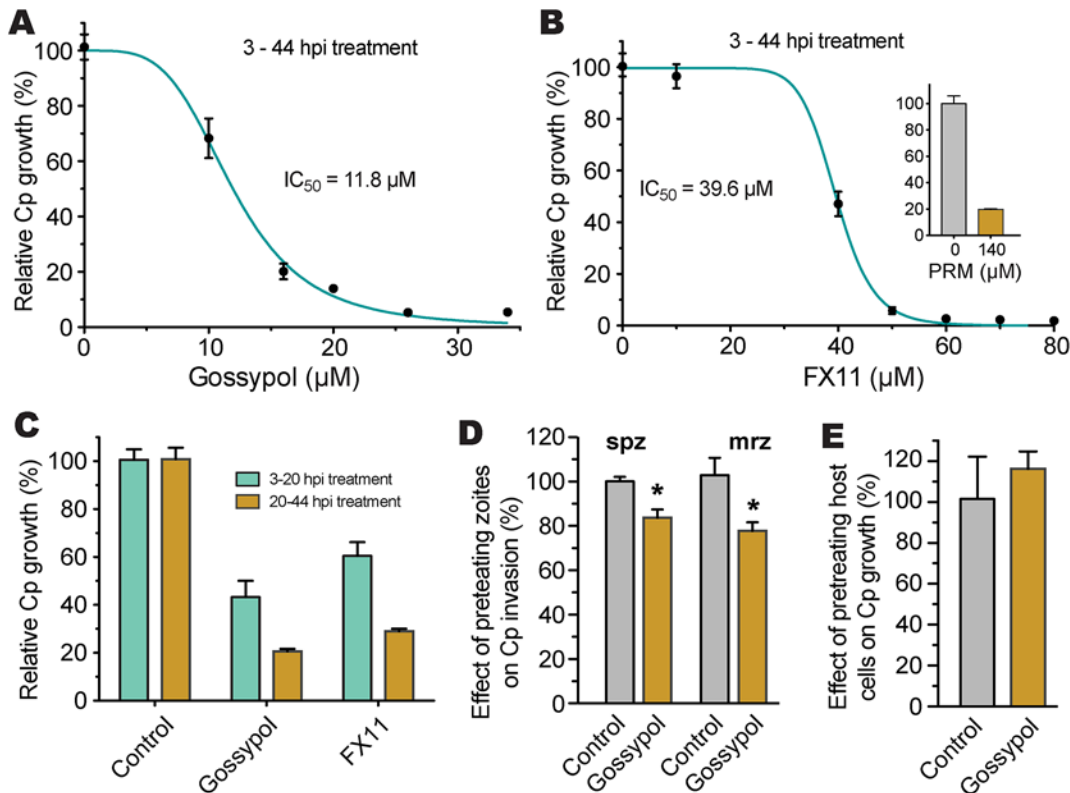 A
3 - 44 hpi treatment
Relative Cp growth (%)
100
80
60
40
20
0
IC50 = 11.8 µM
0
10
20
30
Gossypol (µM)
B
3 - 44 hpi treatment
Relative Cp growth (%)
100
80
60
40
20
0
IC50 = 39.6 µM
0
20
40
60
80
FX11 (µM)
100
80
60
40
20
0
0
140
PRM (µM)
C
Relative Cp growth (%)
100
80
60
40
20
0
3-20 hpi treatment
20-44 hpi treatment
Control
Gossypol
FX11
D
Effect of preteating zoites
on Cp invasion (%)
120
100
80
60
40
20
0
spz
mrz
*
*
Control
Gossypol
Control
Gossypol
E
Effect of pretreating host
cells on Cp growth (%)
120
100
80
60
40
20
0
Control
Gossypol